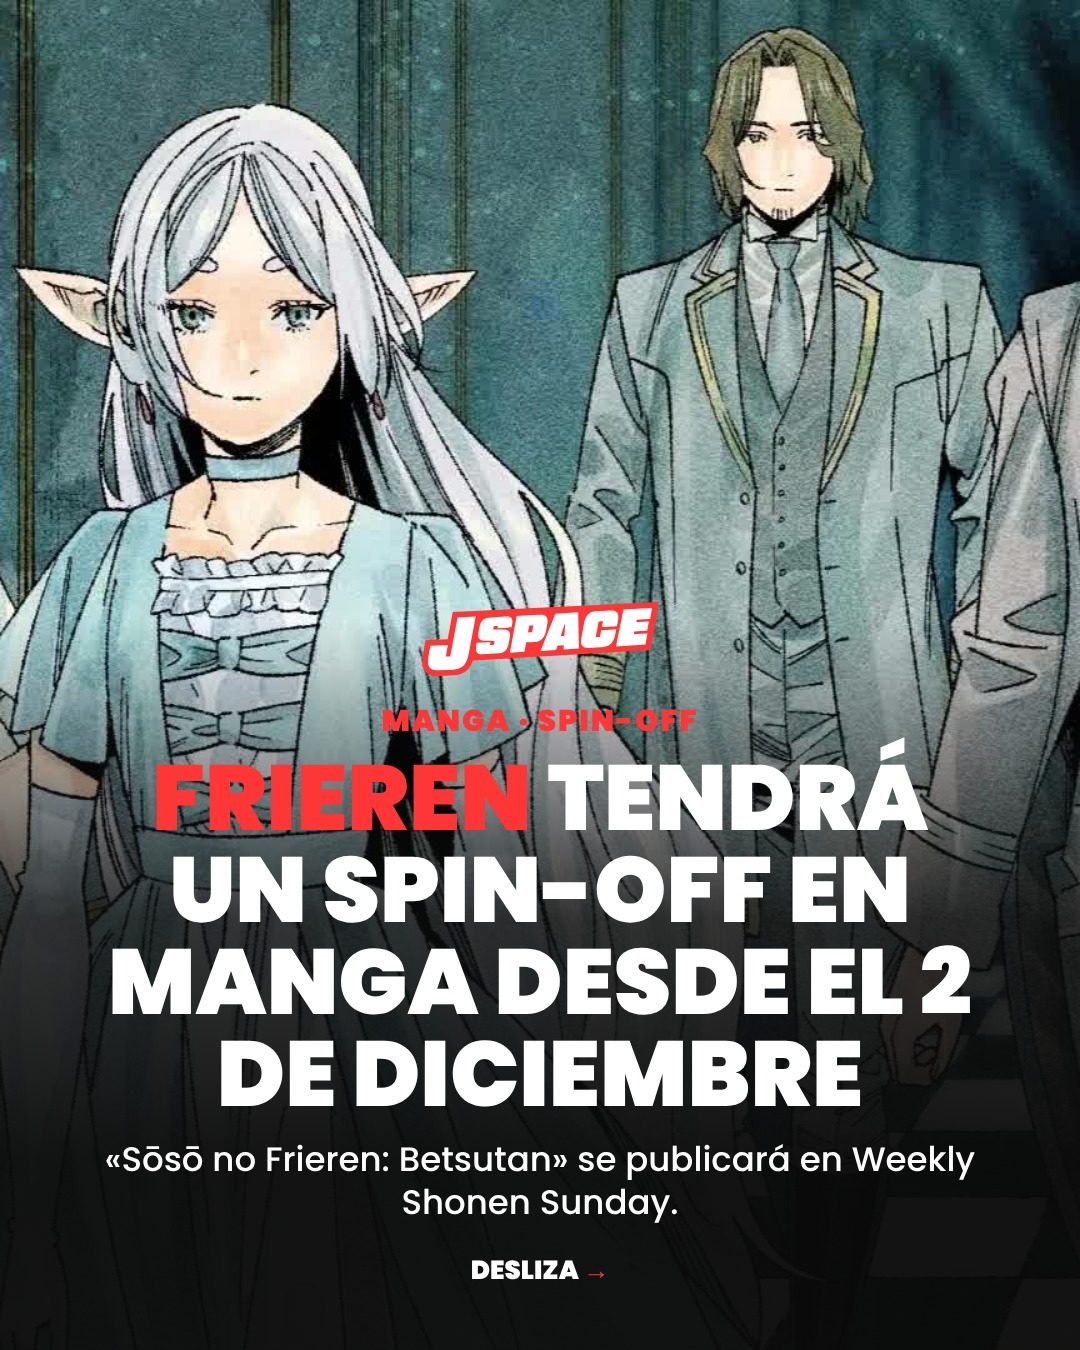 JSPACE
MANGA · SPIN-OFF
FRIEREN TENDRÁ
UN SPIN-OFF EN
MANGA DESDE EL 2
DE DICIEMBRE
«Sōsō no Frieren: Betsutan» se publicará en Weekly
Shonen Sunday.
DESLIZA →